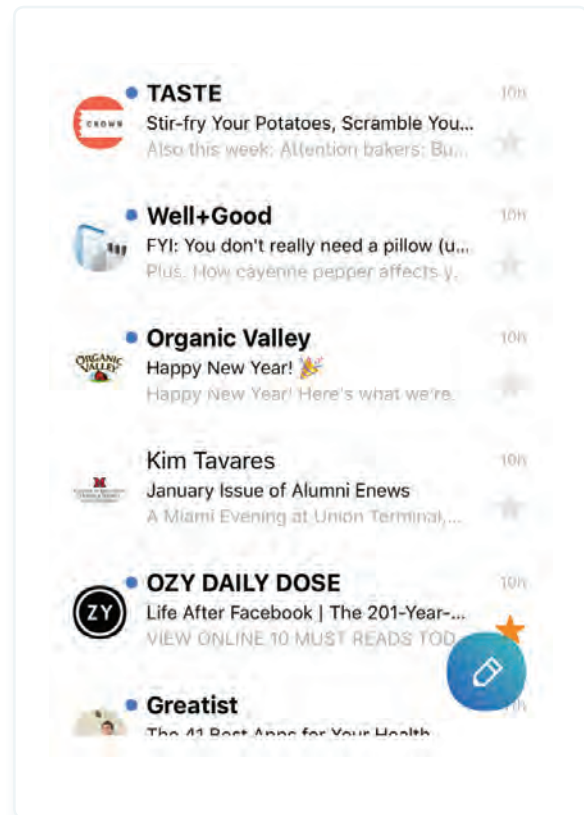 TASTE
10h
CROWN
Stir-fry Your Potatoes, Scramble You...
Also this week: Attention bakers: Bu...
Well+Good
10h
FYI: You don't really need a pillow (u...
Plus, How cayenne pepper affects y...
ORGANIC
VALLEY
Organic Valley
10h
Happy New Year! 🎉
Happy New Year! Here's what we're
Kim Tavares
10h
January Issue of Alumni Enews
A Miami Evening at Union Terminal,...
OZY DAILY DOSE
10h
ZY
Life After Facebook | The 201-Year-...
VIEW ONLINE 10 MUST READS TOD
Greatist
The 41 Best Apps for Your Health